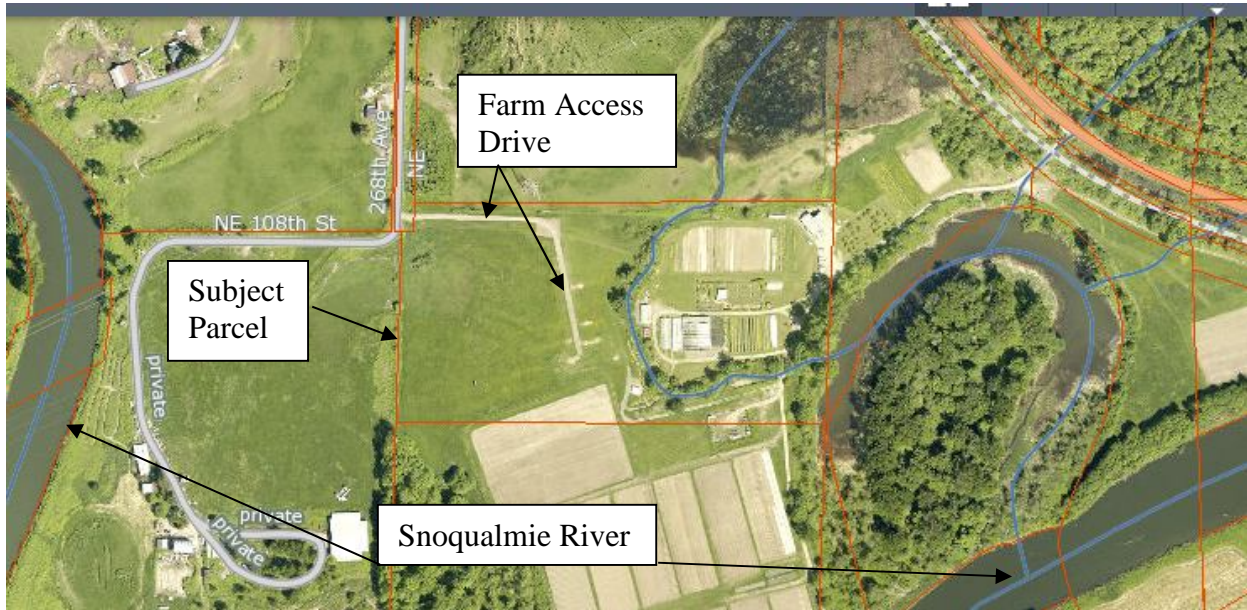 Farm Access
Drive
268th Ave
NE
NE 108th St
Subject
Parcel
private
private
private
Snoqualmie River